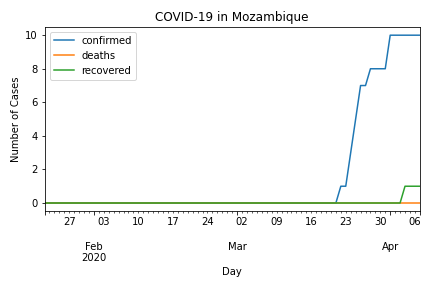 COVID-19 in Mozambique
confirmed
deaths
recovered
Number of Cases
10
8
6
4
2
0
27 03 10 17 24 02 09 16 23 30 06
Feb Mar Apr
2020
Day